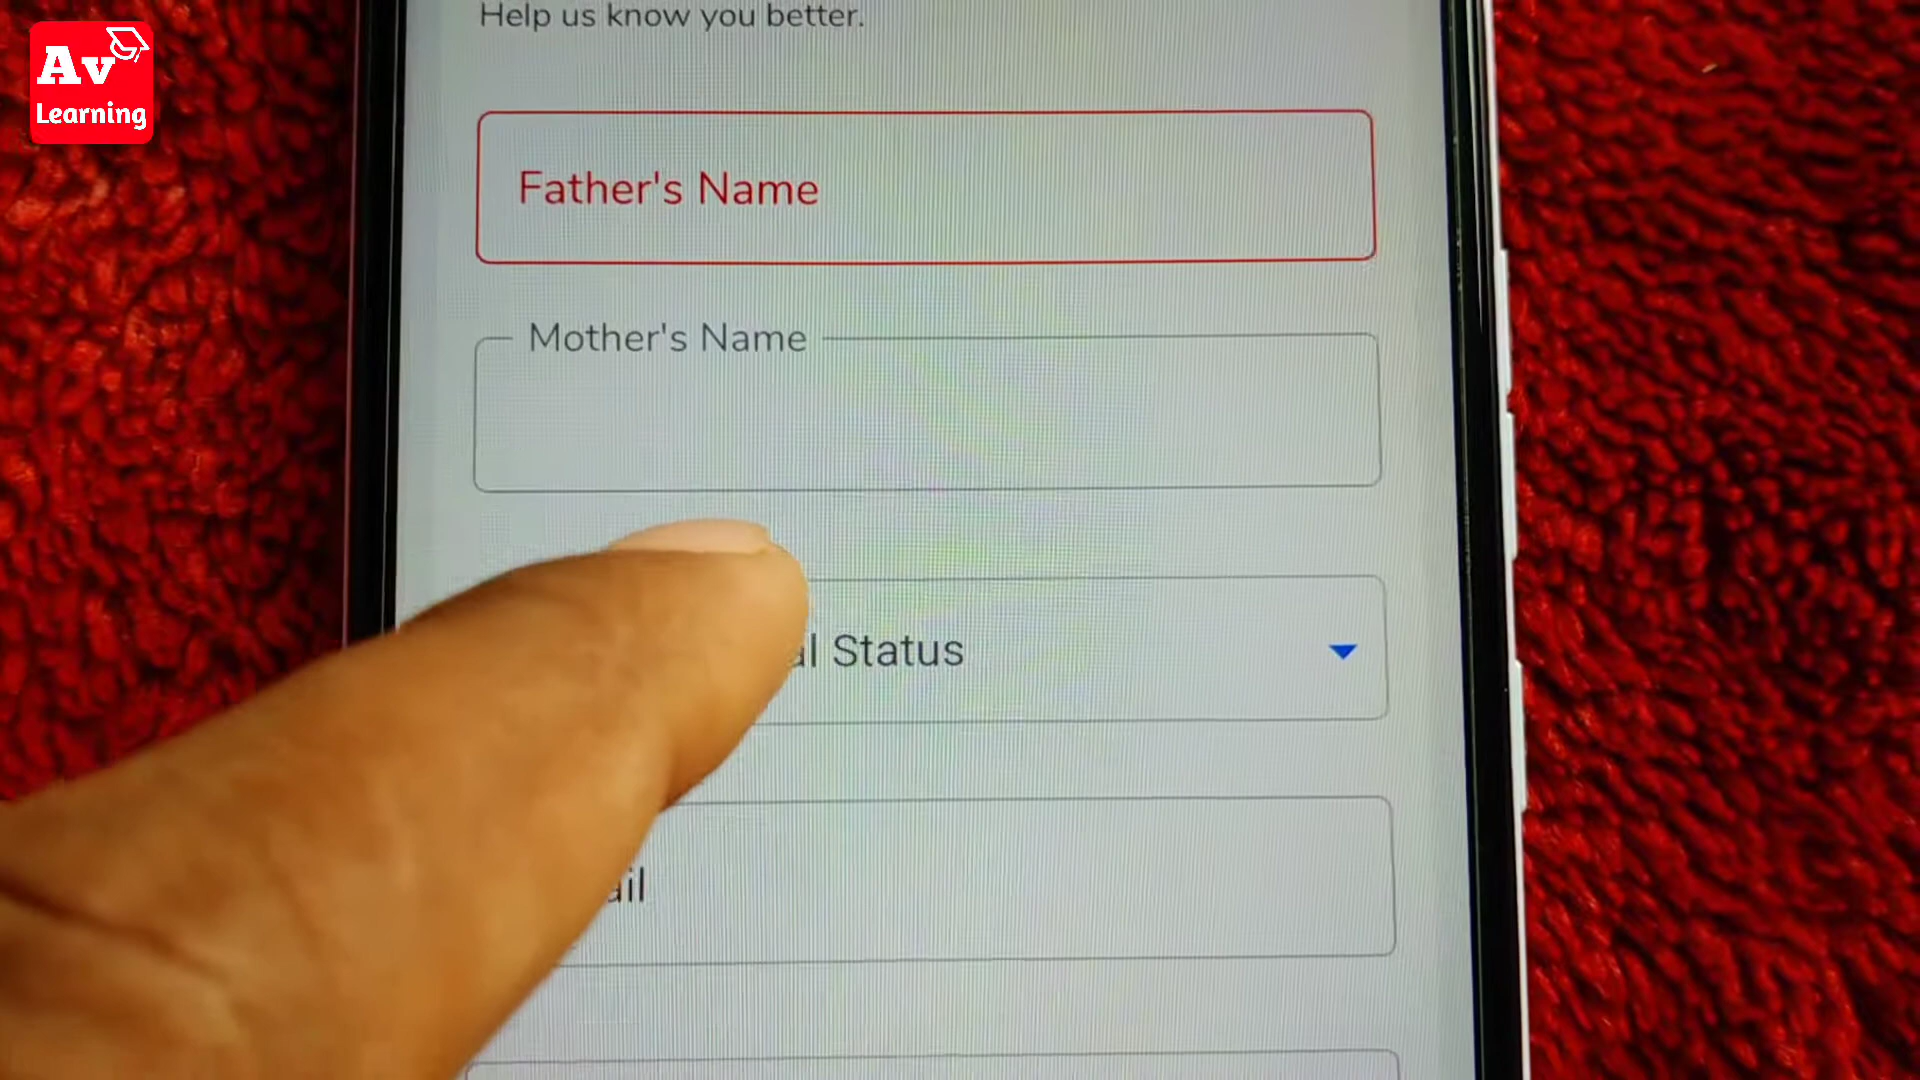 Av
Learning
Help us know you better.
Father's Name
Mother's Name
Status